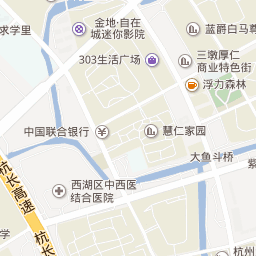 金地·自在
城迷你影院
蓝爵白马尊
求学里
303生活广场
三墩厚仁
商业特色街
浮力森林
中国联合银行
慧仁家园
大鱼斗桥
杭长高速
西湖区中西医
结合医院
学
杭长
杭州